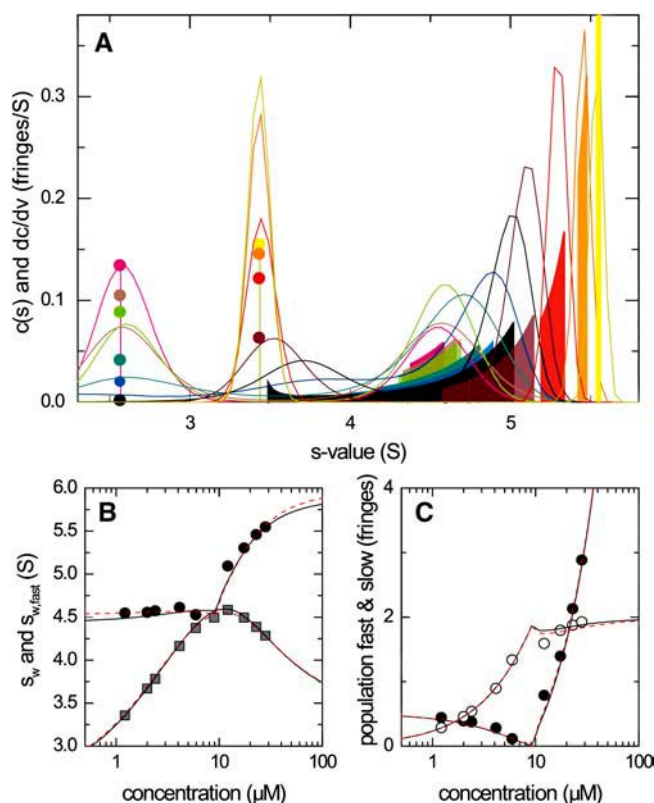 A
c(s) and dc/dv (fringes/S)
0.3
0.2
0.1
0.0
3 4 5
s-value (S)
B
s_w and s_w,fast (S)
6.0
5.5
5.0
4.5
4.0
3.5
3.0
1 10 100
concentration (µM)
C
population fast & slow (fringes)
4
2
0
1 10 100
concentration (µM)